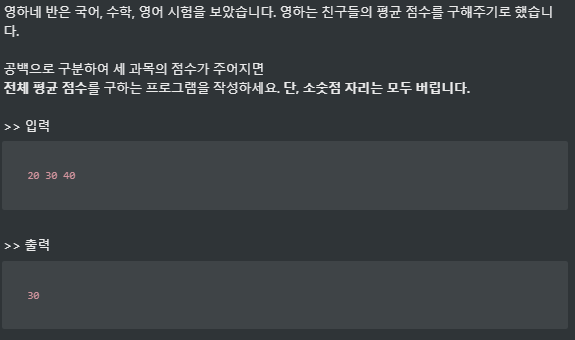 영하네 반은 국어, 수학, 영어 시험을 보았습니다. 영하는 친구들의 평균 점수를 구해주기로 했습니
다.
공백으로 구분하여 세 과목의 점수가 주어지면
전체 평균 점수를 구하는 프로그램을 작성하세요. 단, 소숫점 자리는 모두 버립니다.
>> 입력
20 30 40
>> 출력
30